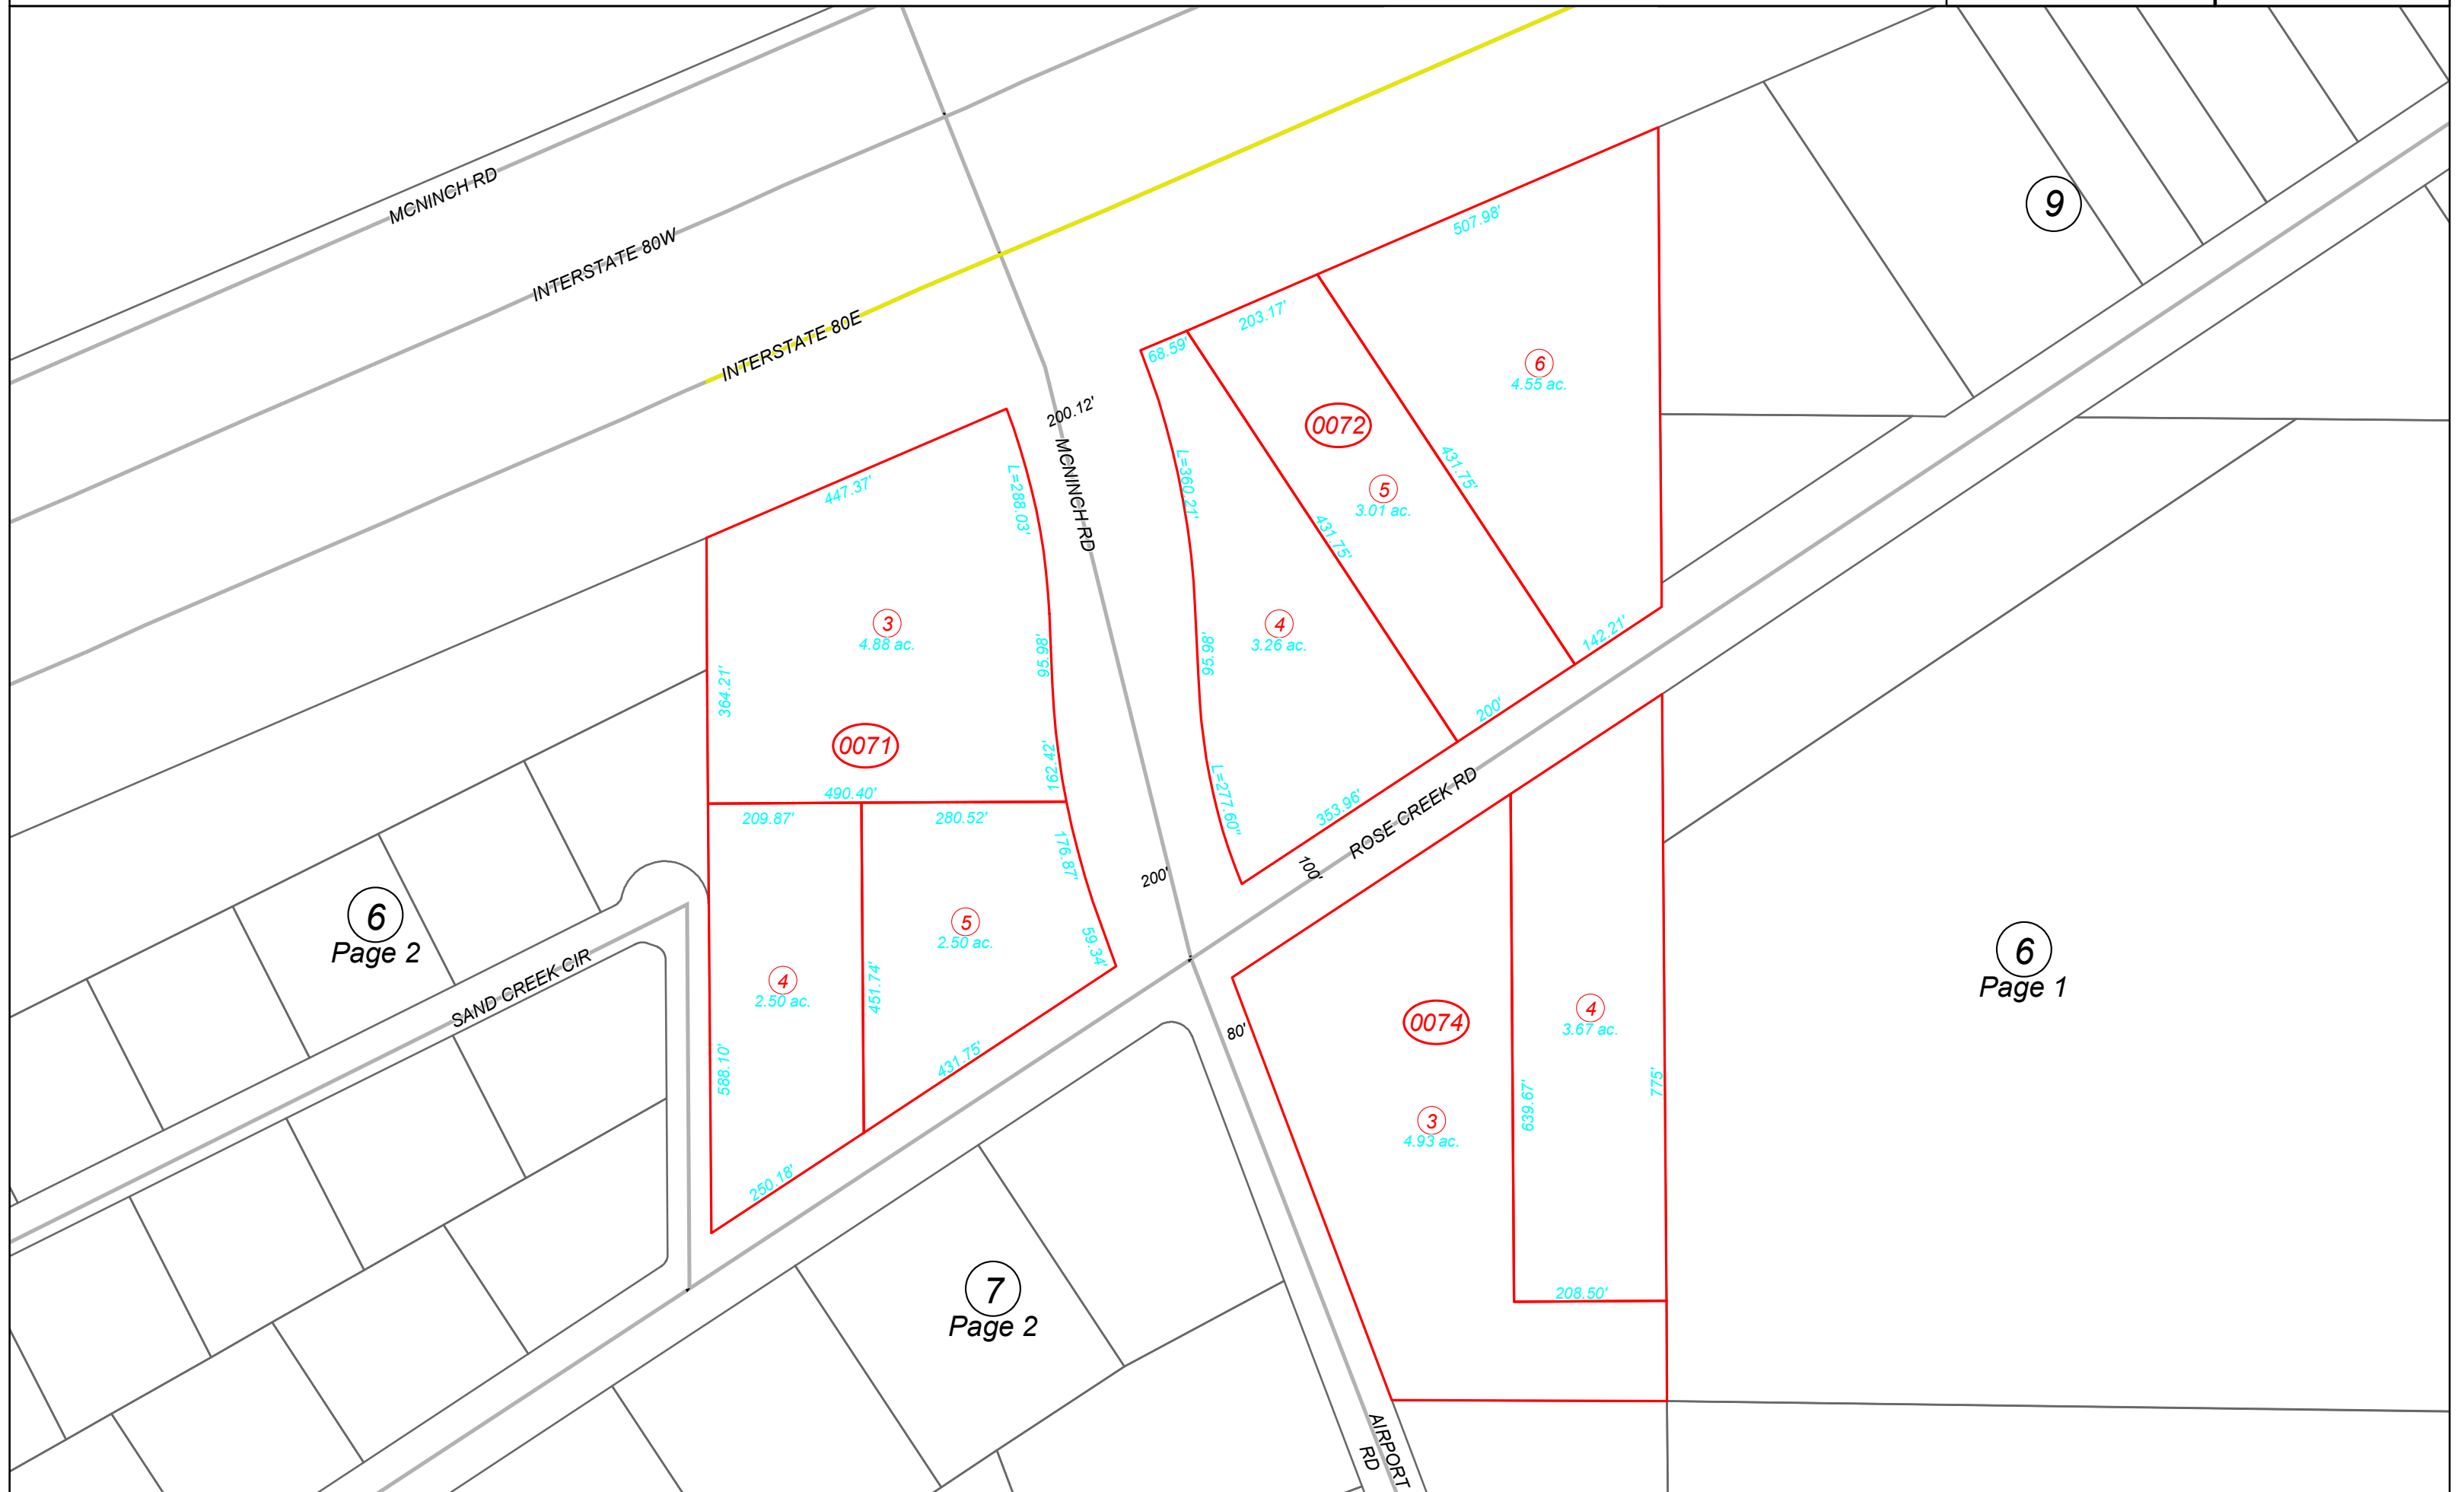 MCNINCH RD
INTERSTATE 80W
INTERSTATE 80E
9
507.98'
203.17'
68.59'
6
4.55 ac.
0072
200.12'
MCNINCH RD
447.37'
L=288.03'
L=360.21'
431.75'
5
3.01 ac.
431.75'
3
4.88 ac.
95.98'
95.98'
4
3.26 ac.
142.21'
364.21'
0071
162.42'
200'
L=277.60"
490.40'
209.87'
280.52'
353.96'
ROSE CREEK RD
176.87'
200'
100'
6
Page 2
5
2.50 ac.
59.34'
SAND CREEK CIR
4
2.50 ac.
451.74'
6
Page 1
0074
80'
4
3.67 ac.
431.75'
588.10'
639.67'
775'
3
4.93 ac.
250.18'
7
Page 2
208.50'
AIRPORT
RD